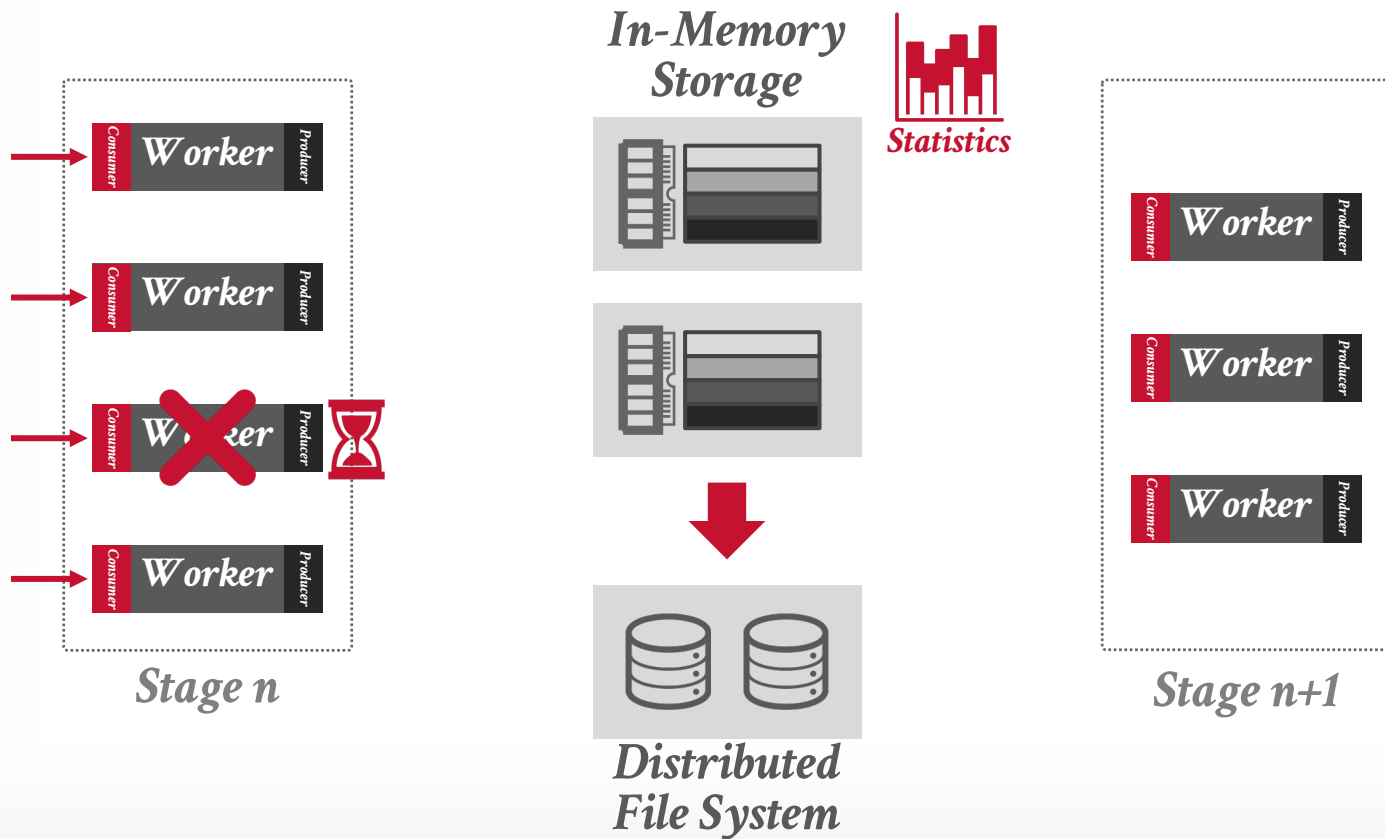 In-Memory
Storage
Statistics
Consumer
Worker
Producer
Consumer
Worker
Producer
Consumer
Worker
Producer
Consumer
Worker
Producer
Stage n
Consumer
Worker
Producer
Consumer
Worker
Producer
Consumer
Worker
Producer
Stage n+1
Distributed
File System